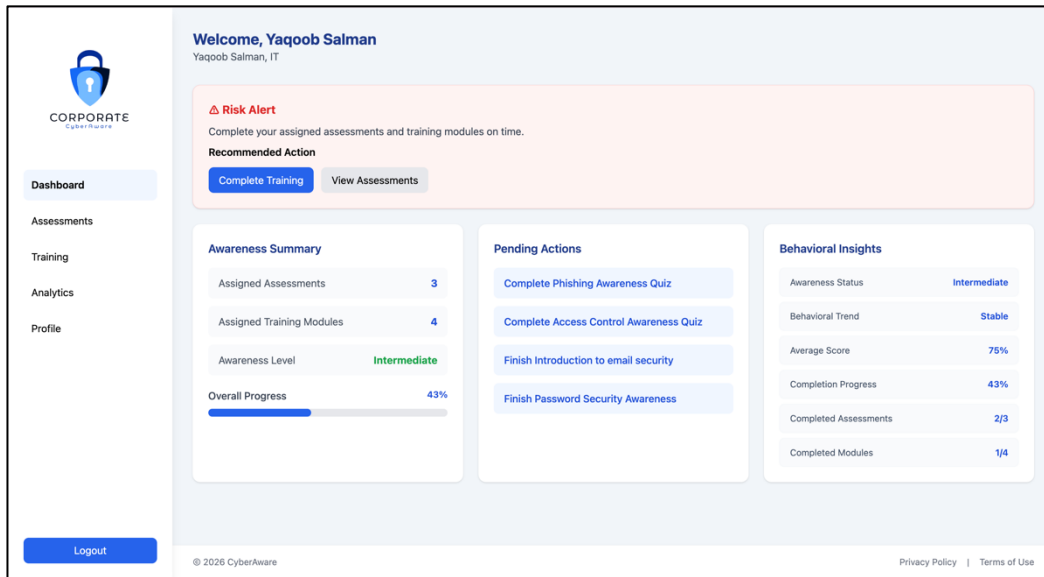 CORPORATE
CyberAware
Dashboard
Assessments
Training
Analytics
Profile
Logout
Welcome, Yaqoob Salman
Yaqoob Salman, IT
Risk Alert
Complete your assigned assessments and training modules on time.
Recommended Action
Complete Training
View Assessments
Awareness Summary
Assigned Assessments 3
Assigned Training Modules 4
Awareness Level Intermediate
Overall Progress 43%
Pending Actions
Complete Phishing Awareness Quiz
Complete Access Control Awareness Quiz
Finish Introduction to email security
Finish Password Security Awareness
Behavioral Insights
Awareness Status Intermediate
Behavioral Trend Stable
Average Score 75%
Completion Progress 43%
Completed Assessments 2/3
Completed Modules 1/4
© 2026 CyberAware
Privacy Policy | Terms of Use